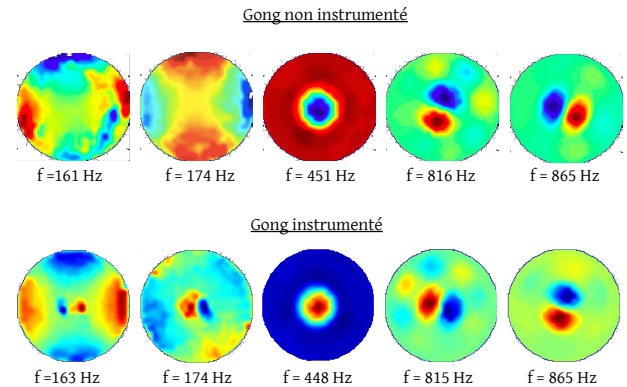 Gong non instrumenté
f =161 Hz f = 174 Hz f = 451 Hz f = 816 Hz f = 865 Hz
Gong instrumenté
f =163 Hz f = 174 Hz f = 448 Hz f = 815 Hz f = 865 Hz